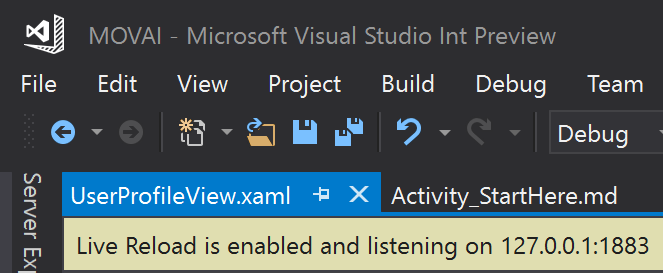 MOVAI - Microsoft Visual Studio Int Preview
File Edit View Project Build Debug Team
Debug
UserProfileView.xaml Activity_StartHere.md
Live Reload is enabled and listening on 127.0.0.1:1883
Server